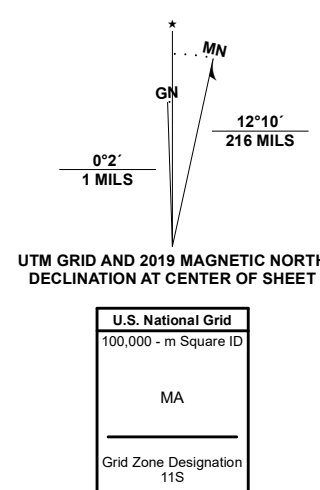 ★
MN
GN
12°10´
216 MILS
0°2´
1 MILS
UTM GRID AND 2019 MAGNETIC NORTH
DECLINATION AT CENTER OF SHEET
U.S. National Grid
100,000 - m Square ID
MA
Grid Zone Designation
11S